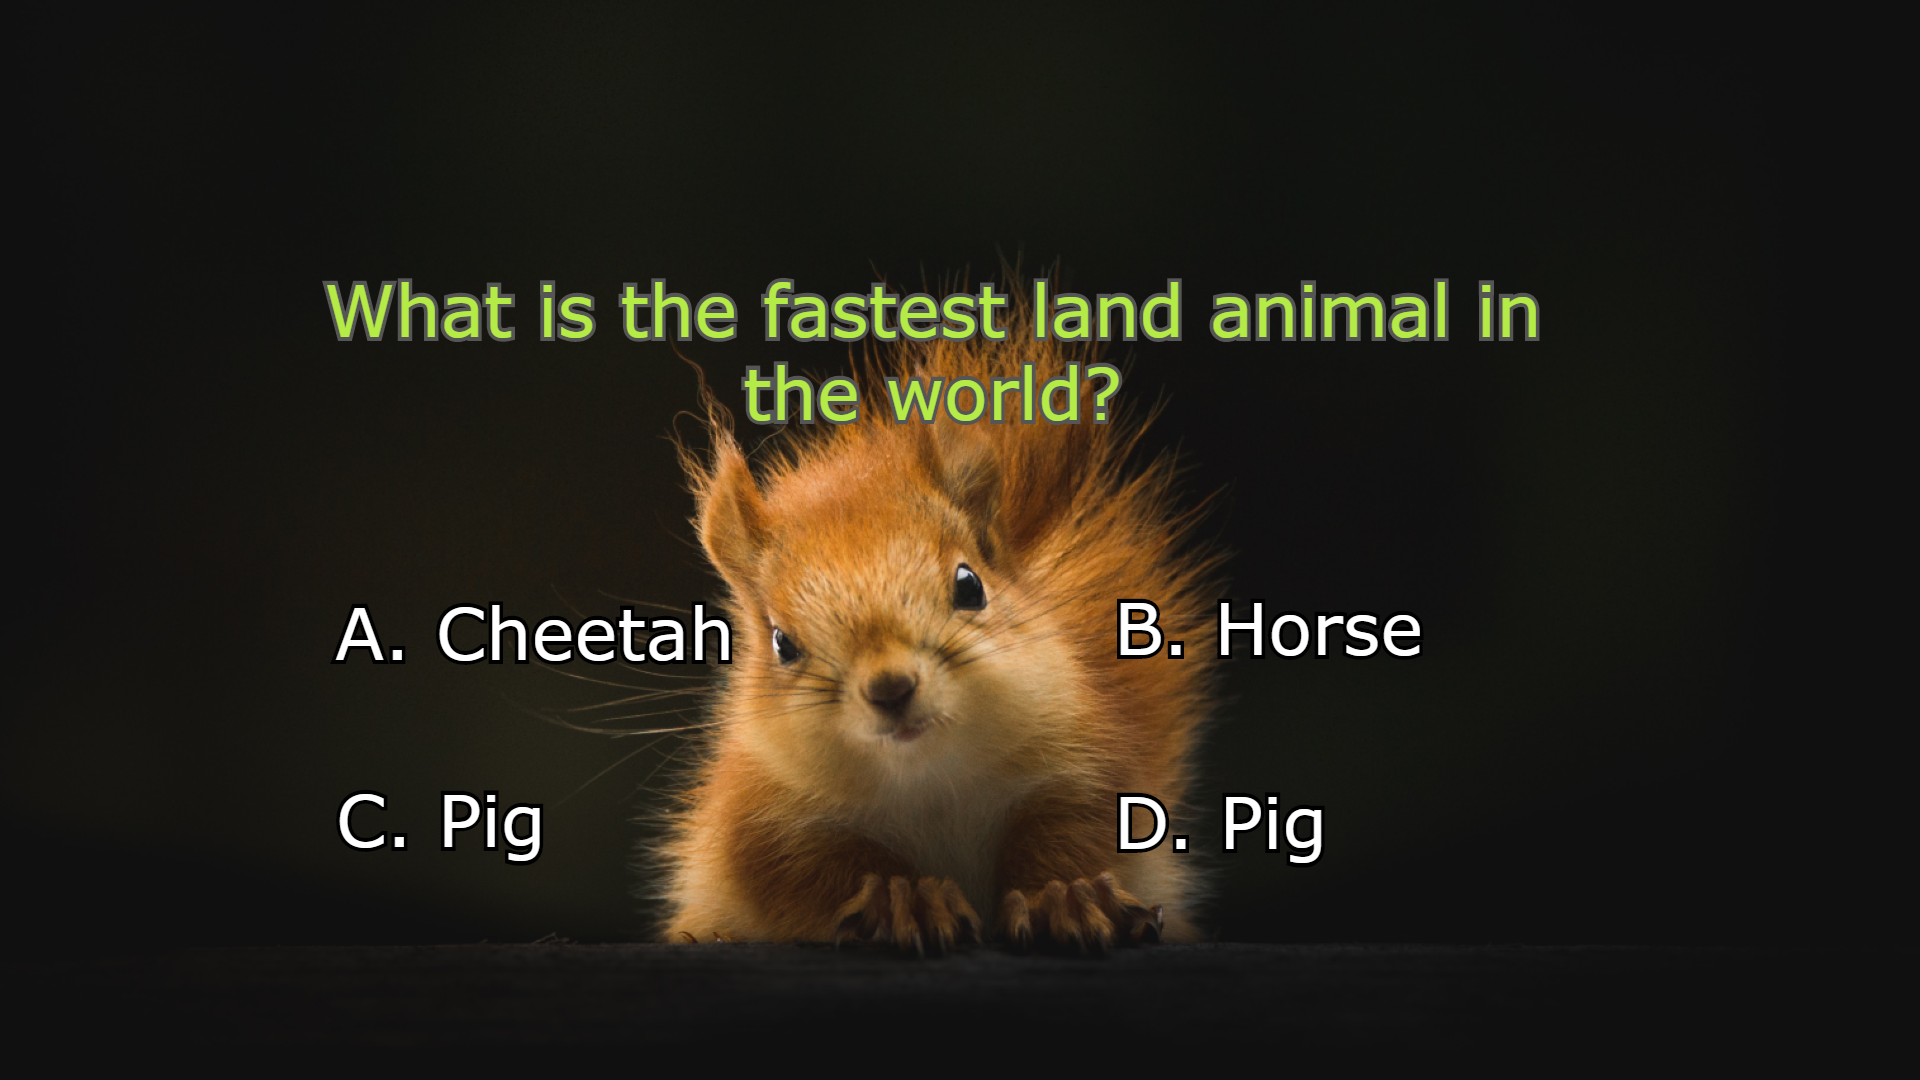 What is the fastest land animal in
the world?
A. Cheetah
B. Horse
C. Pig
D. Pig